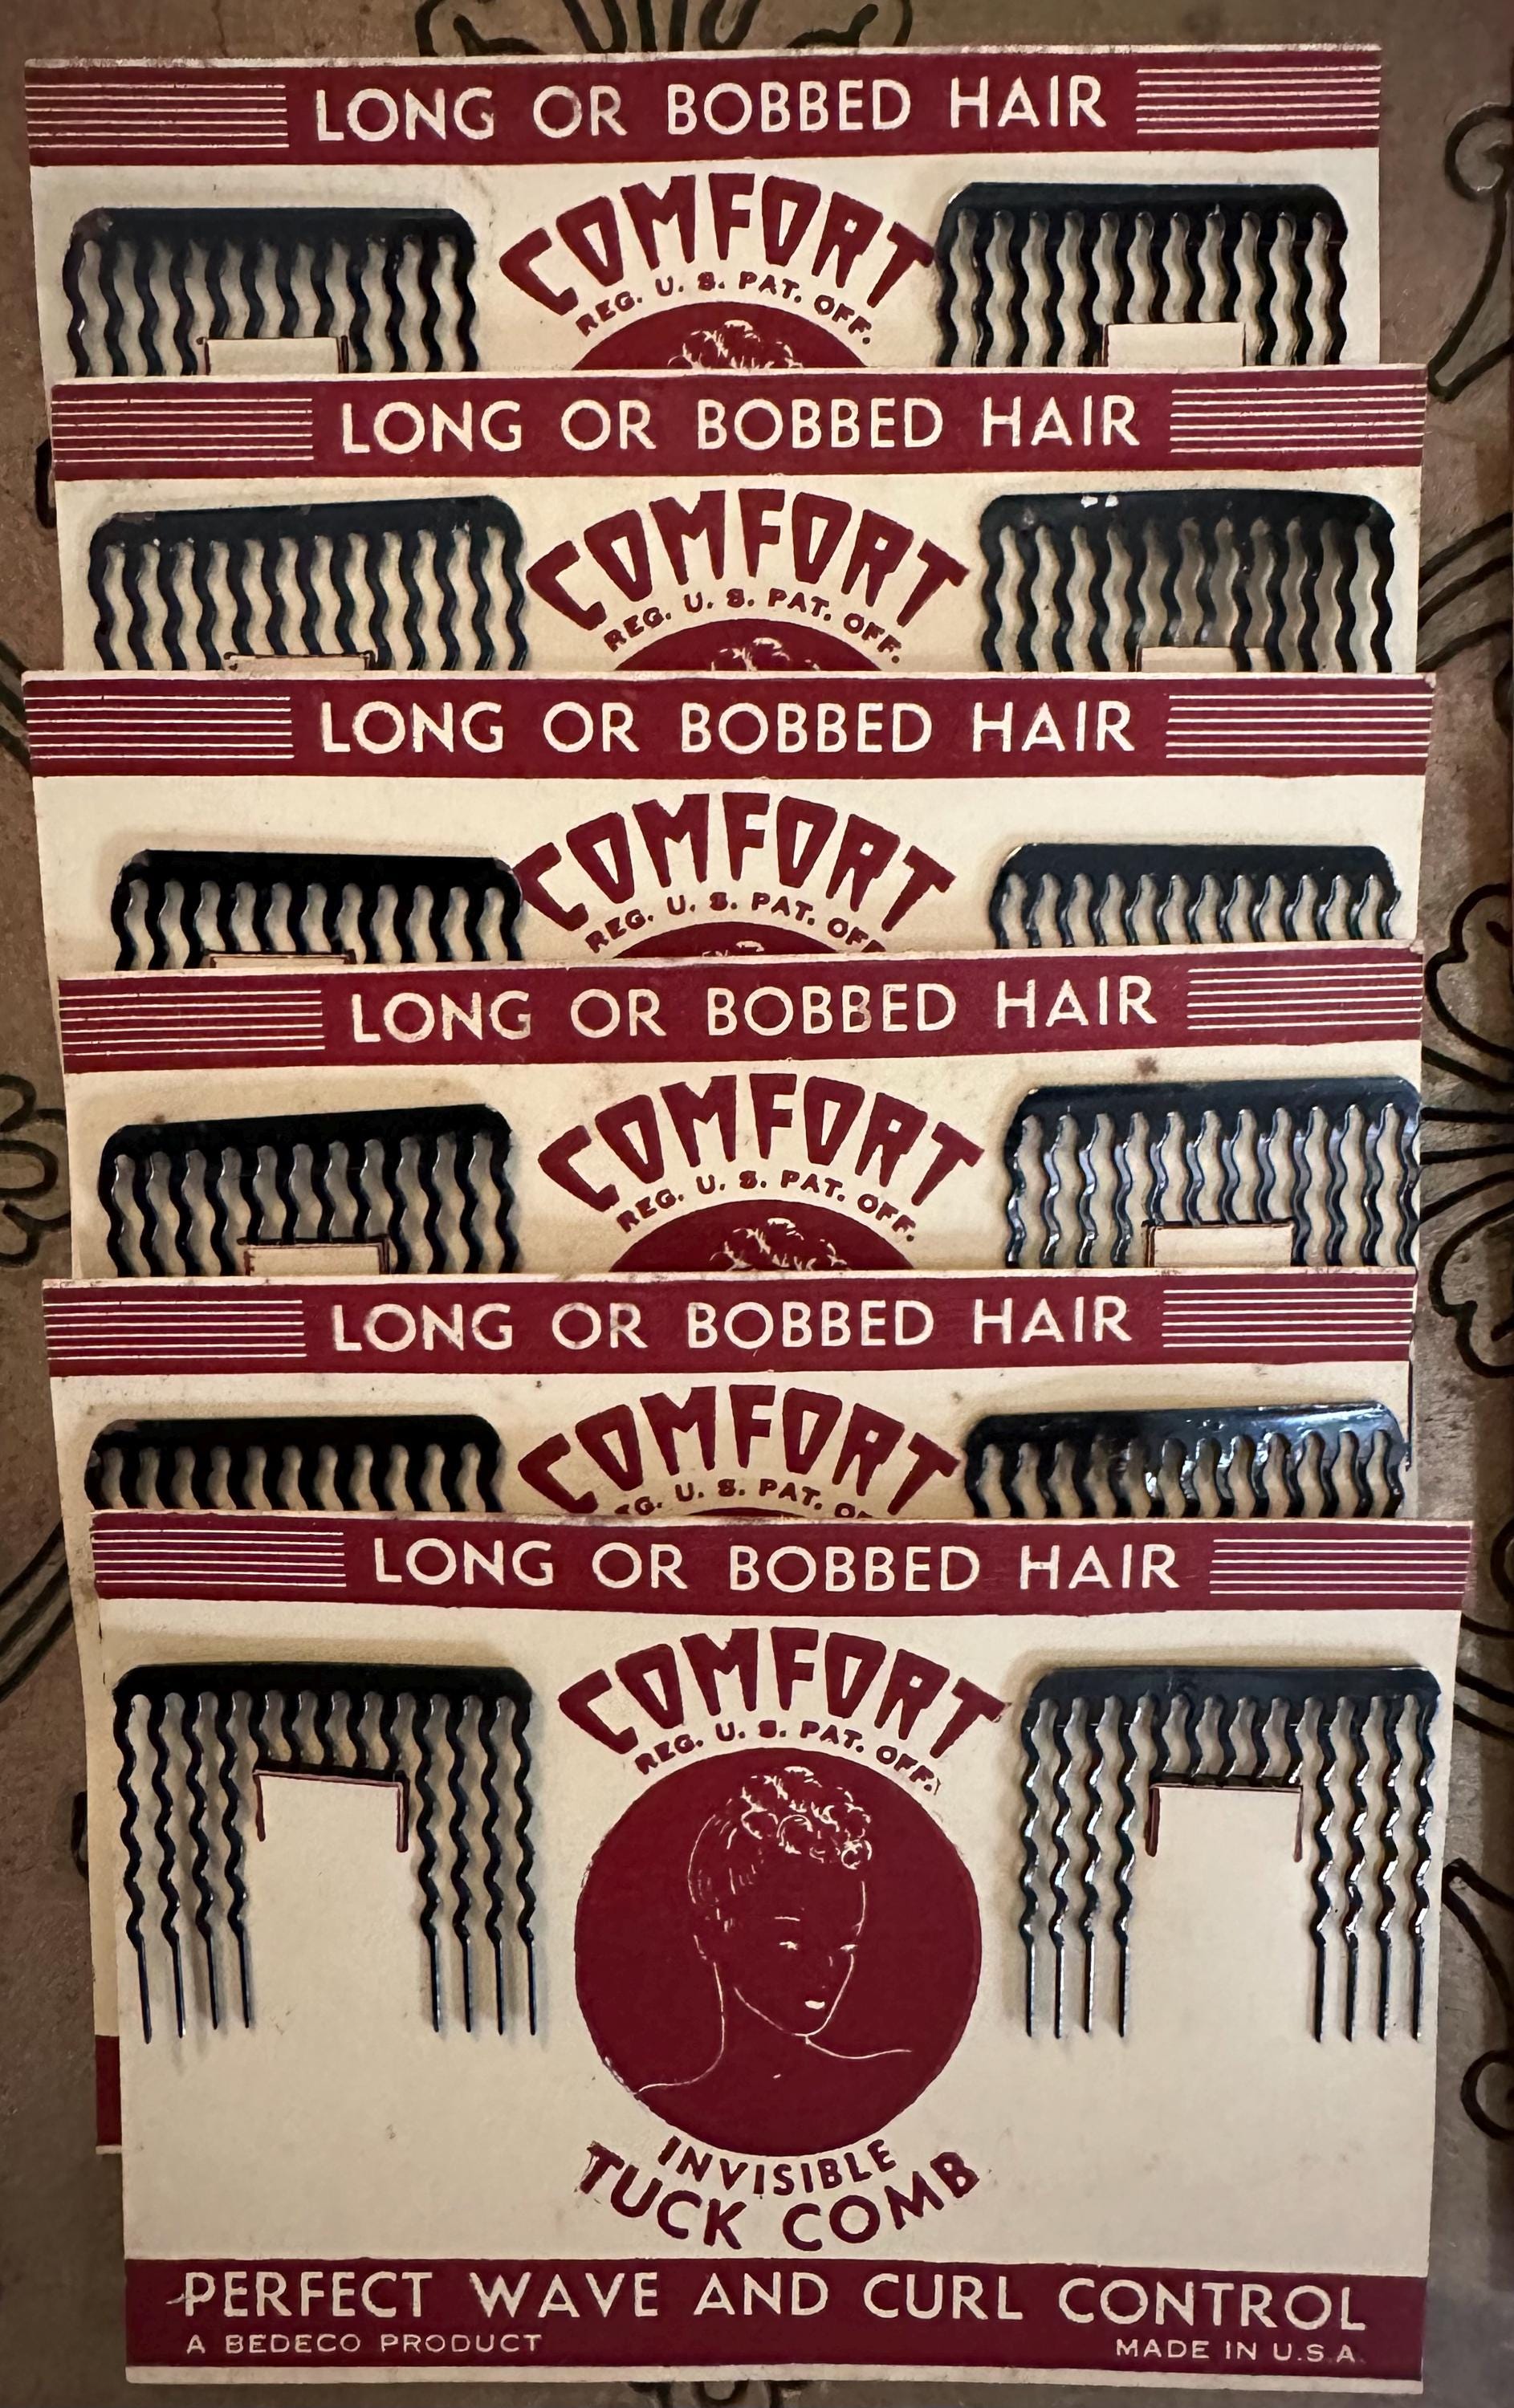 LONG OR BOBBED HAIR
COMFORT
REG. U. S. PAT. OFF.
LONG OR BOBBED HAIR
COMFORT
REG. U. S. PAT. OFF.
LONG OR BOBBED HAIR
COMFORT
REG. U. S. PAT. OFF
LONG OR BOBBED HAIR
COMFORT
REG. U. S. PAT. OFF.
LONG OR BOBBED HAIR
COMFORT
U. S. PAT.
LONG OR BOBBED HAIR
COMFORT
REG. U. S. PAT. OFF.
INVISIBLE
TUCK COMB
PERFECT WAVE AND CURL CONTROL
A BEDECO PRODUCT MADE IN U.S.A.